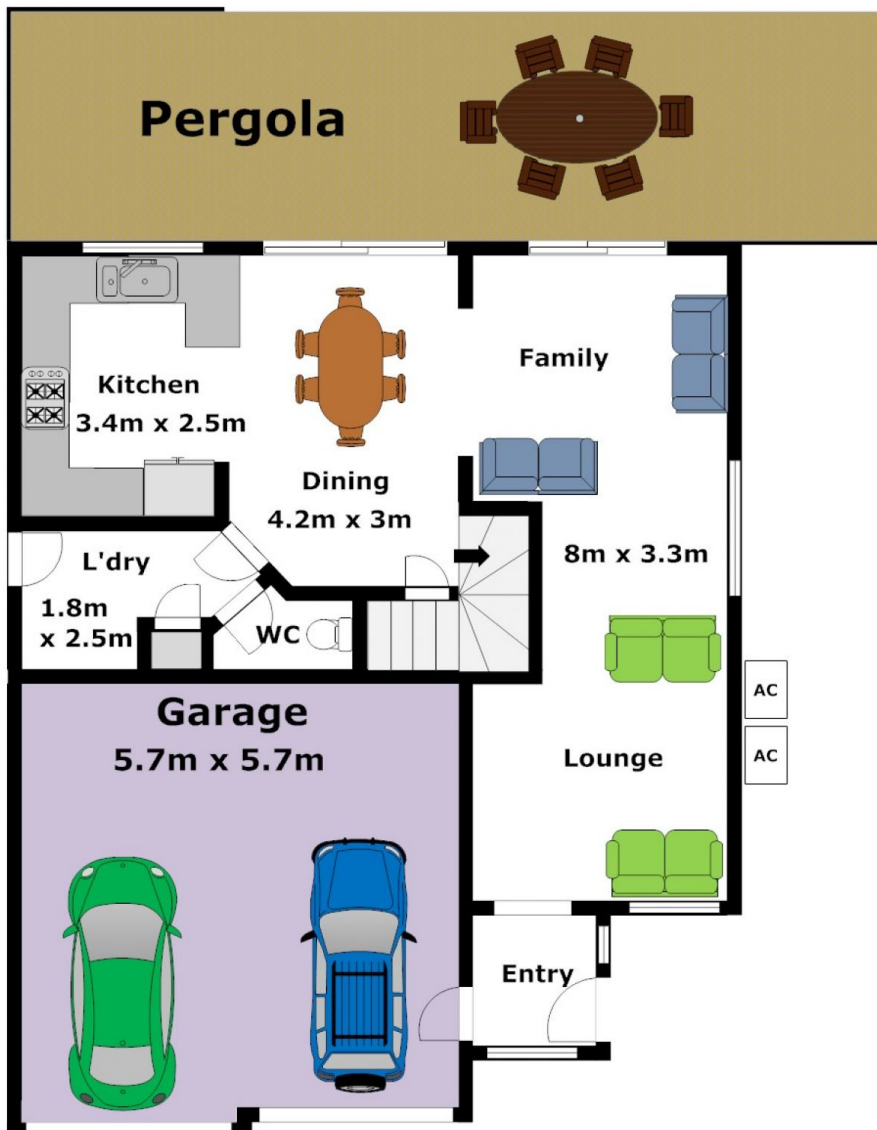 Pergola
Kitchen
3.4m x 2.5m
Family
Dining
4.2m x 3m
8m x 3.3m
L'dry
1.8m
x 2.5m
WC
Garage
5.7m x 5.7m
Lounge
AC
AC
Entry